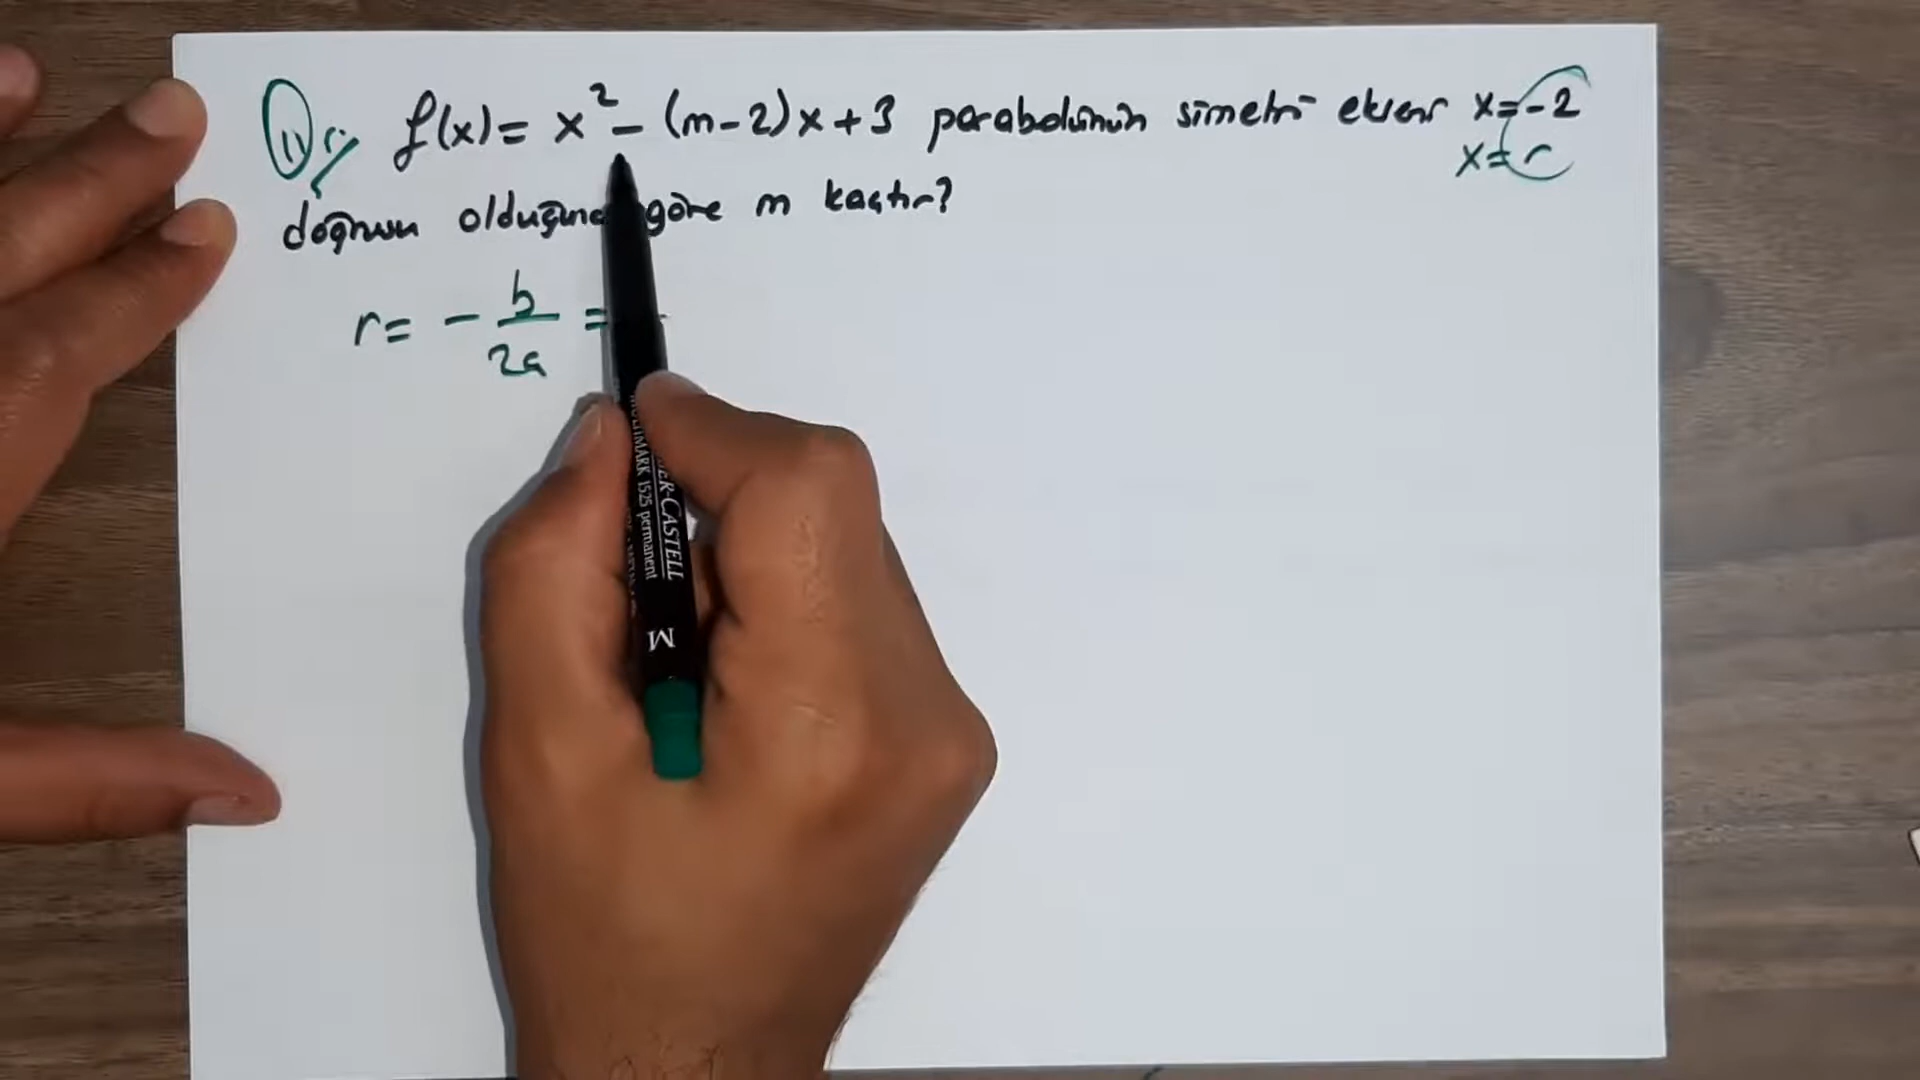 11) f(x) = x² - (m-2)x + 3 parabolünün simetri ekseni x = -2
x = r
doğrusu olduğuna göre m kaçtır?
r = - b/2a =
FABER-CASTELL
MULTIMARK 1525 permanent
M